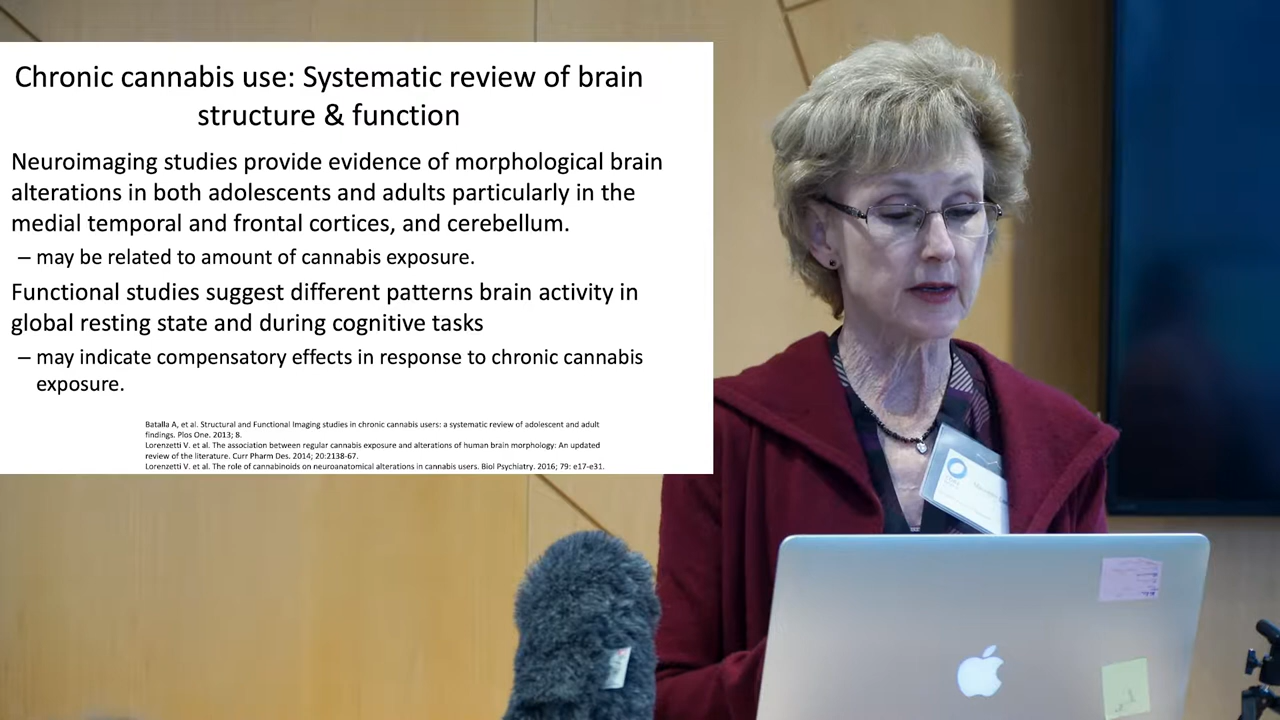 Chronic cannabis use: Systematic review of brain
structure & function
Neuroimaging studies provide evidence of morphological brain
alterations in both adolescents and adults particularly in the
medial temporal and frontal cortices, and cerebellum.
– may be related to amount of cannabis exposure.
Functional studies suggest different patterns brain activity in
global resting state and during cognitive tasks
– may indicate compensatory effects in response to chronic cannabis
exposure.
Batalla A, et al. Structural and Functional Imaging studies in chronic cannabis users: a systematic review of adolescent and adult
findings. Plos One. 2013; 8.
Lorenzetti V. et al. The association between regular cannabis exposure and alterations of human brain morphology: An updated
review of the literature. Curr Pharm Des. 2014; 20:2138-67.
Lorenzetti V. et al. The role of cannabinoids on neuroanatomical alterations in cannabis users. Biol Psychiatry. 2016; 79: e17-e31.